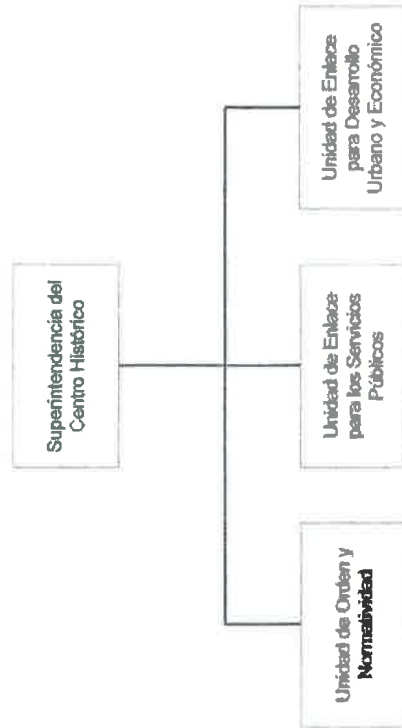 Superintendencia del
Centro Histórico
Unidad de Orden y
Normatividad
Unidad de Enlace
para los Servicios
Públicos
Unidad de Enlace
para Desarrollo
Urbano y Económico